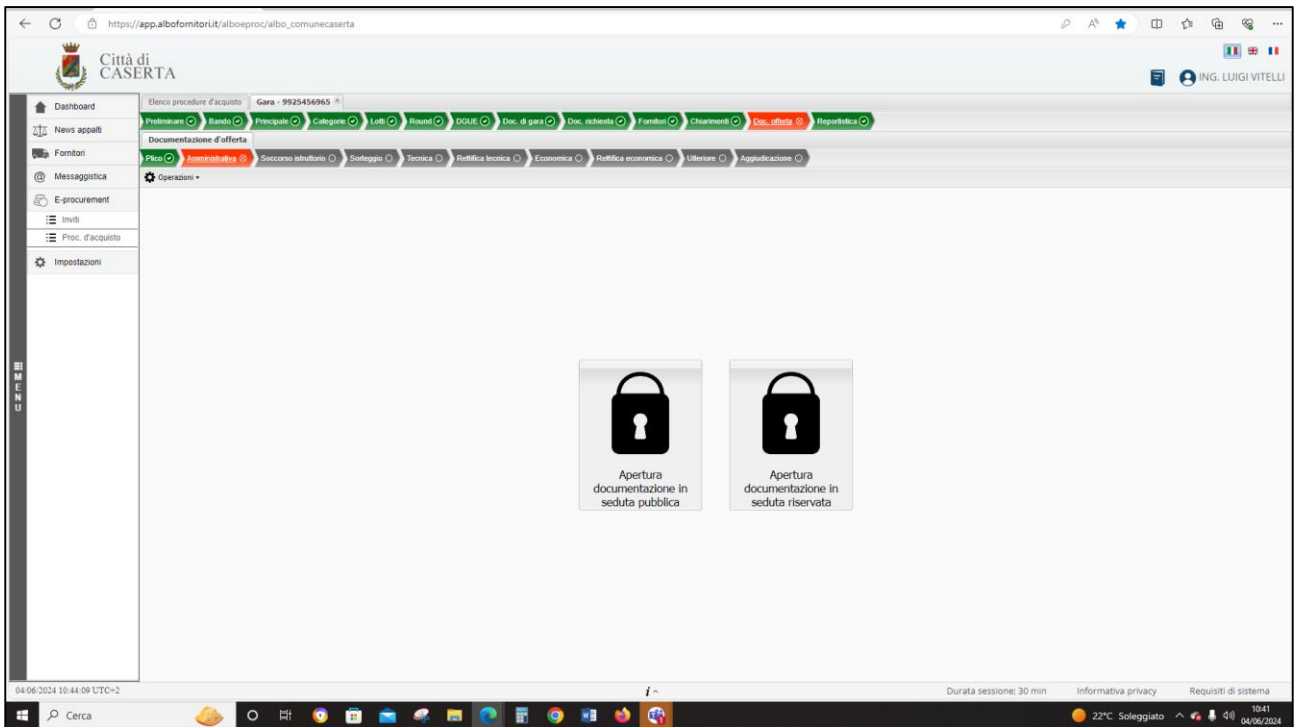 https://app.albofornitori.it/alboeproc/albo_comunecaserta
Città di
CASERTA
ING. LUIGI VITELLI
Dashboard
News appalti
Fornitori
@ Messaggistica
E-procurement
Inviti
Proc. d'acquisto
Impostazioni
MENU
Elenco procedure d'acquisto Gara - 9925456965
Preliminare Bando Principale Categorie Lotti Round DGUE Doc. di gara Doc. richiesta Fornitori Chiarimenti Doc. offerta Reportistica
Documentazione d'offerta
Plico Amministrativa Soccorso istruttorio Sorteggio Tecnica Rettifica tecnica Economica Rettifica economica Ulteriore Aggiudicazione
Operazioni
Apertura
documentazione in
seduta pubblica
Apertura
documentazione in
seduta riservata
04/06/2024 10:44:09 UTC+2
i
Durata sessione: 30 min Informativa privacy Requisiti di sistema
Cerca
22°C Soleggiato
10:41
04/06/2024